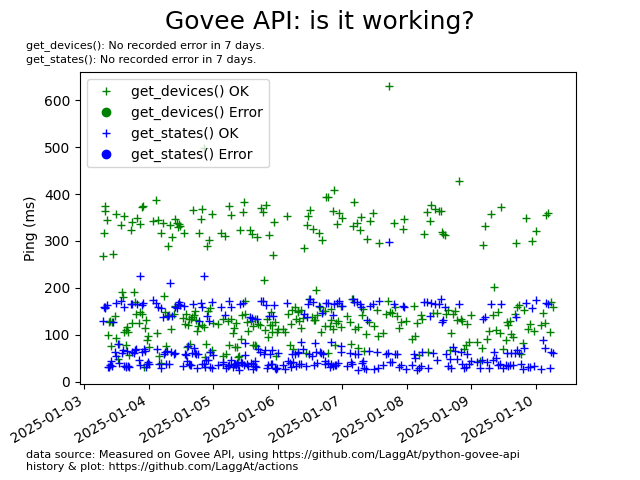 Govee API: is it working?
get_devices(): No recorded error in 7 days.
get_states(): No recorded error in 7 days.
get_devices() OK
get_devices() Error
get_states() OK
get_states() Error
Ping (ms)
600
500
400
300
200
100
0
2025-01-03
2025-01-04
2025-01-05
2025-01-06
2025-01-07
2025-01-08
2025-01-09
2025-01-10
data source: Measured on Govee API, using https://github.com/LaggAt/python-govee-api
history & plot: https://github.com/LaggAt/actions